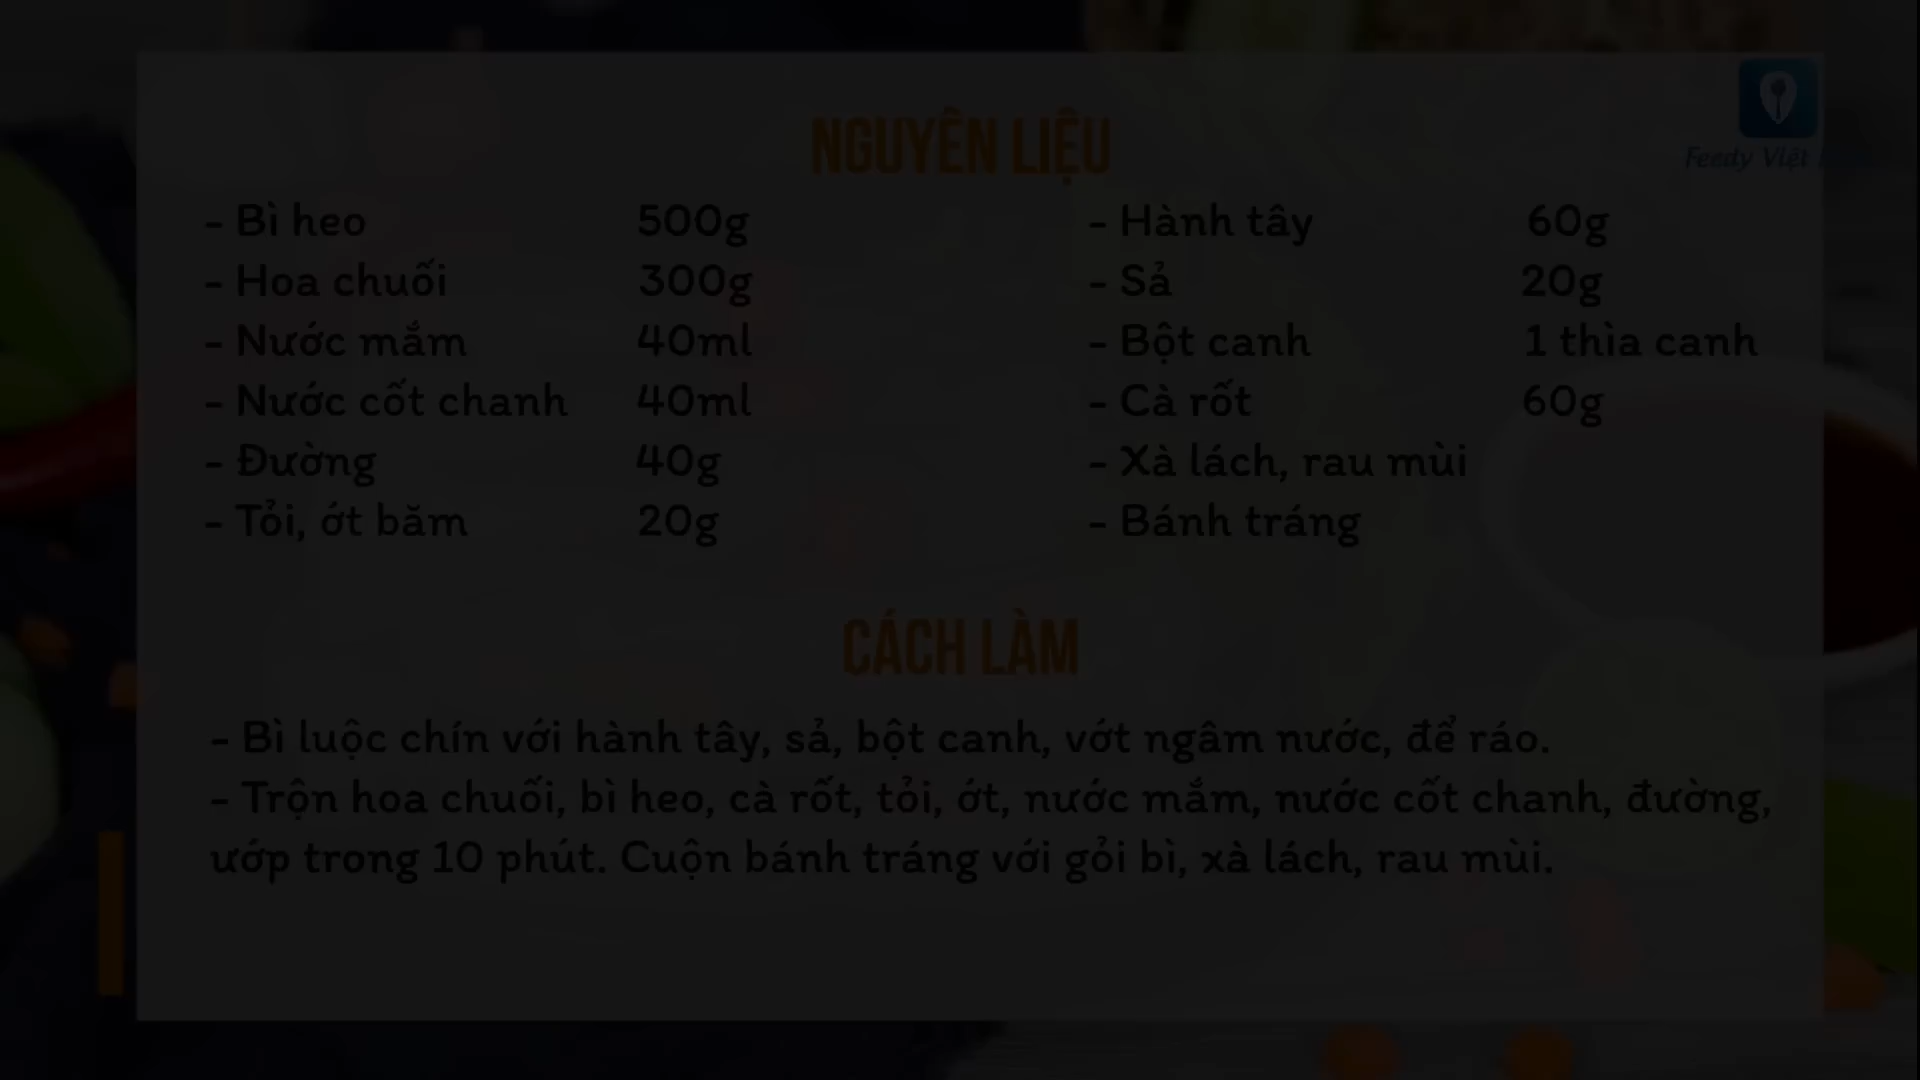 NGUYÊN LIỆU
Feedy Việt
- Bì heo 500g
- Hoa chuối 300g
- Nước mắm 40ml
- Nước cốt chanh 40ml
- Đường 40g
- Tỏi, ớt băm 20g
- Hành tây 60g
- Sả 20g
- Bột canh 1 thìa canh
- Cà rốt 60g
- Xà lách, rau mùi
- Bánh tráng
CÁCH LÀM
- Bì luộc chín với hành tây, sả, bột canh, vớt ngâm nước, để ráo.
- Trộn hoa chuối, bì heo, cà rốt, tỏi, ớt, nước mắm, nước cốt chanh, đường,
ướp trong 10 phút. Cuộn bánh tráng với gỏi bì, xà lách, rau mùi.